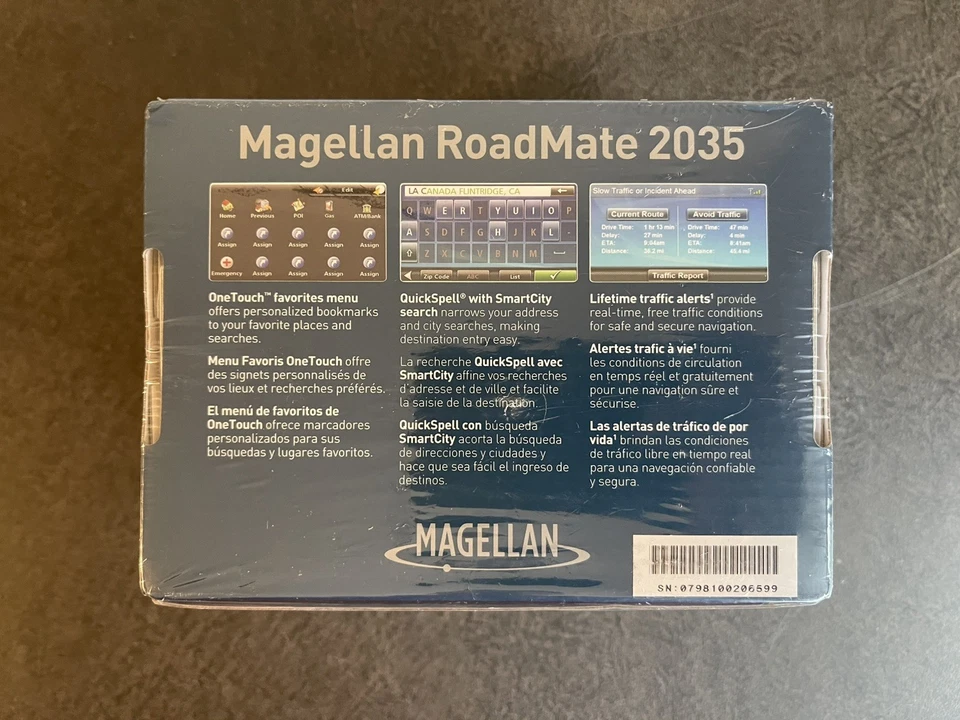 Magellan RoadMate 2035
Edit
Home Previous POI Gas ATM/Bank
Assign Assign Assign Assign Assign
Emergency Assign Assign Assign Assign
LA CANADA FLINTRIDGE, CA
Q W E R T Y U I O P
A S D F G H J K L -
Z X C V B N M
Zip Code ABC List
Slow Traffic or Incident Ahead
Current Route Avoid Traffic
Drive Time: 1 hr 13 min Drive Time: 47 min
Delay: 27 min Delay: 4 min
ETA: 8:54am ETA: 8:41am
Distance: 38.2 mi Distance: 45.4 mi
Traffic Report
OneTouch™ favorites menu
offers personalized bookmarks
to your favorite places and
searches.
Menu Favoris OneTouch offre
des signets personnalisés de
vos lieux et recherches préférés.
El menú de favoritos de
OneTouch ofrece marcadores
personalizados para sus
búsquedas y lugares favoritos.
QuickSpell® with SmartCity
search narrows your address
and city searches, making
destination entry easy.
La recherche QuickSpell avec
SmartCity affine vos recherches
d'adresse et de ville et facilite
la saisie de la destination.
QuickSpell con búsqueda
SmartCity acorta la búsqueda
de direcciones y ciudades y
hace que sea fácil el ingreso de
destinos.
Lifetime traffic alerts¹ provide
real-time, free traffic conditions
for safe and secure navigation.
Alertes trafic à vie¹ fourni
les conditions de circulation
en temps réel et gratuitement
pour une navigation sûre et
sécurise.
Las alertas de tráfico de por
vida¹ brindan las condiciones
de tráfico libre en tiempo real
para una navegación confiable
y segura.
MAGELLAN
SN:0798100206599